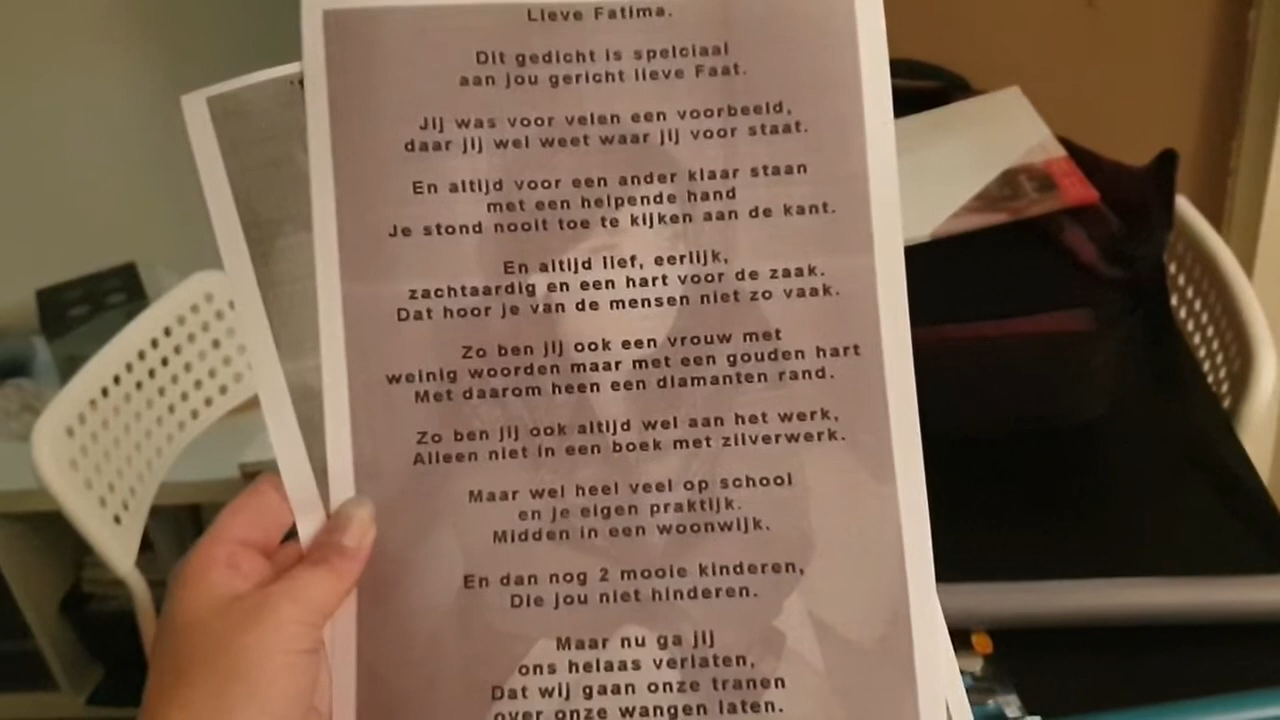 Lieve Fatima.
Dit gedicht is spelciaal
aan jou gericht lieve Faat.
Jij was voor velen een voorbeeld,
daar jij wel weet waar jij voor staat.
En altijd voor een ander klaar staan
met een helpende hand
Je stond nooit toe te kijken aan de kant.
En altijd lief, eerlijk,
zachtaardig en een hart voor de zaak.
Dat hoor je van de mensen niet zo vaak.
Zo ben jij ook een vrouw met
weinig woorden maar met een gouden hart
Met daarom heen een diamanten rand.
Zo ben jij ook altijd wel aan het werk,
Alleen niet in een boek met zilverwerk.
Maar wel heel veel op school
en je eigen praktijk.
Midden in een woonwijk.
En dan nog 2 mooie kinderen,
Die jou niet hinderen.
Maar nu ga jij
ons helaas verlaten,
Dat wij gaan onze tranen
over onze wangen laten.